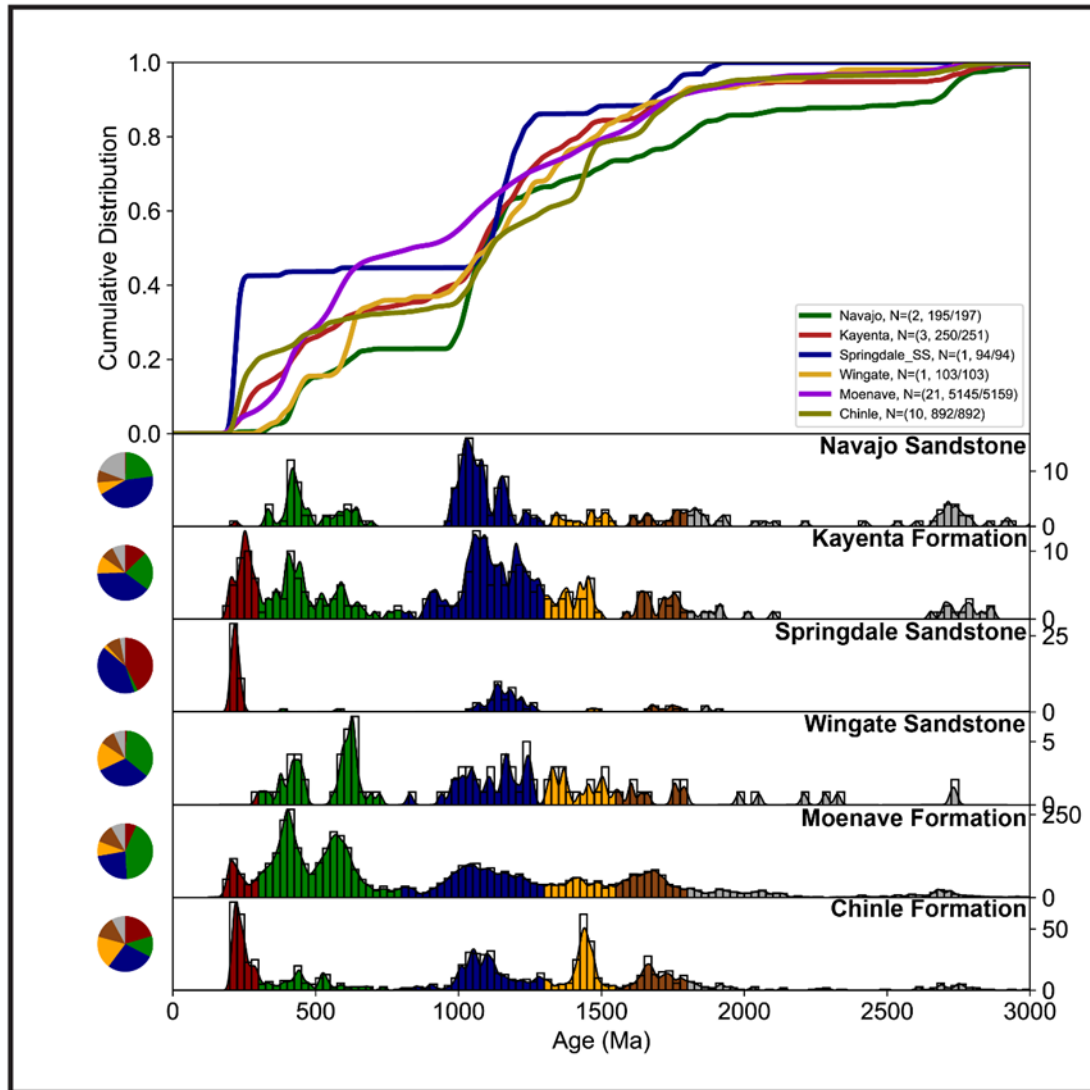 1.0
0.8
0.6
0.4
0.2
0.0
Cumulative Distribution
Navajo, N=(2, 195/197)
Kayenta, N=(3, 250/251)
Springdale_SS, N=(1, 94/94)
Wingate, N=(1, 103/103)
Moenave, N=(21, 5145/5159)
Chinle, N=(10, 892/892)
Navajo Sandstone
10
0
Kayenta Formation
10
0
Springdale Sandstone
25
0
Wingate Sandstone
5
0
Moenave Formation
250
0
Chinle Formation
50
0
0 500 1000 1500 2000 2500 3000
Age (Ma)